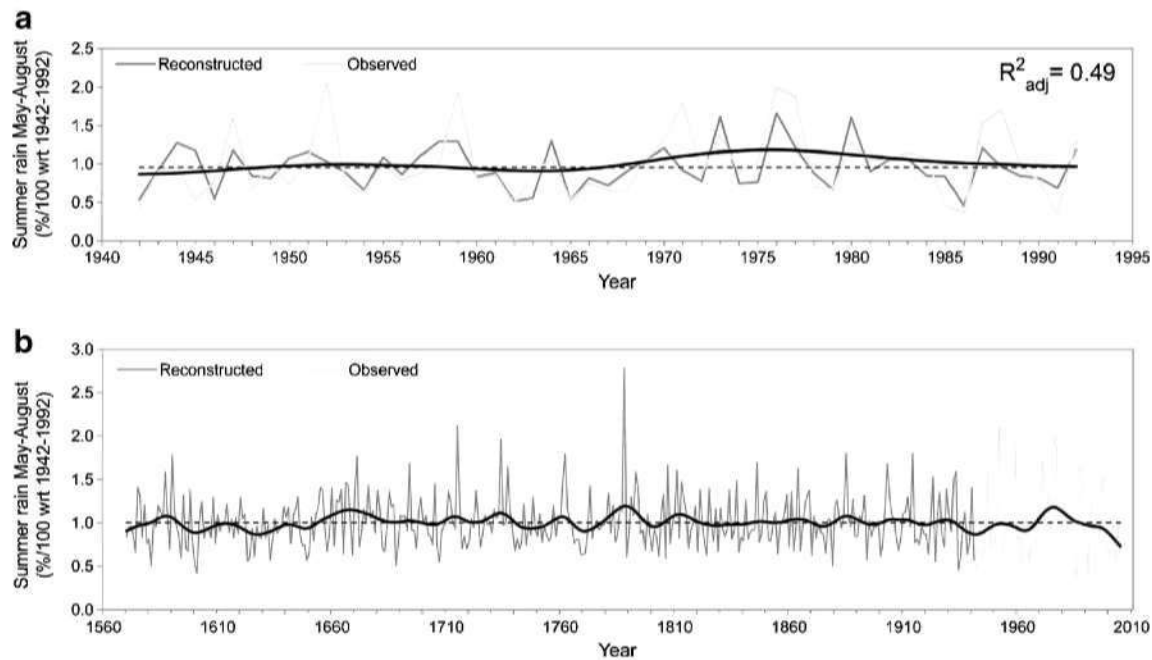 a
Summer rain May-August
(%/100 wrt 1942-1992)
2.5
2.0
1.5
1.0
0.5
0.0
Reconstructed Observed
R²adj = 0.49
1940 1945 1950 1955 1960 1965 1970 1975 1980 1985 1990 1995
Year
b
Summer rain May-August
(%/100 wrt 1942-1992)
3.0
2.5
2.0
1.5
1.0
0.5
0.0
Reconstructed Observed
1560 1610 1660 1710 1760 1810 1860 1910 1960 2010
Year